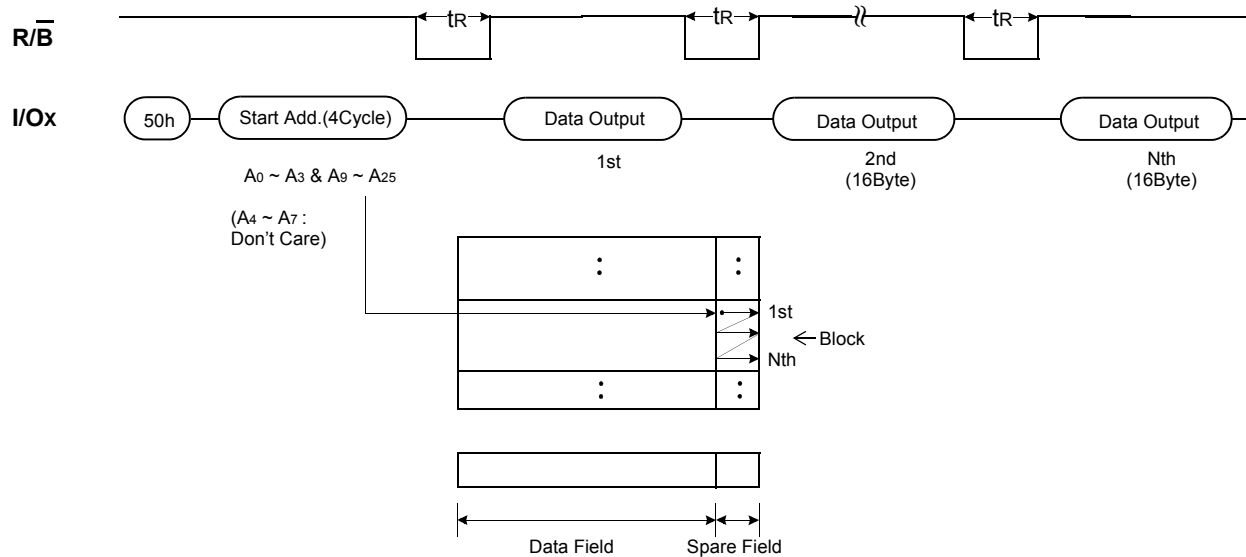 tR tR tR
R/B
I/Ox 50h Start Add.(4Cycle) Data Output Data Output Data Output
1st 2nd Nth
(16Byte) (16Byte)
A0 ~ A3 & A9 ~ A25
(A4 ~ A7 :
Don't Care)
1st
Block
Nth
Data Field Spare Field